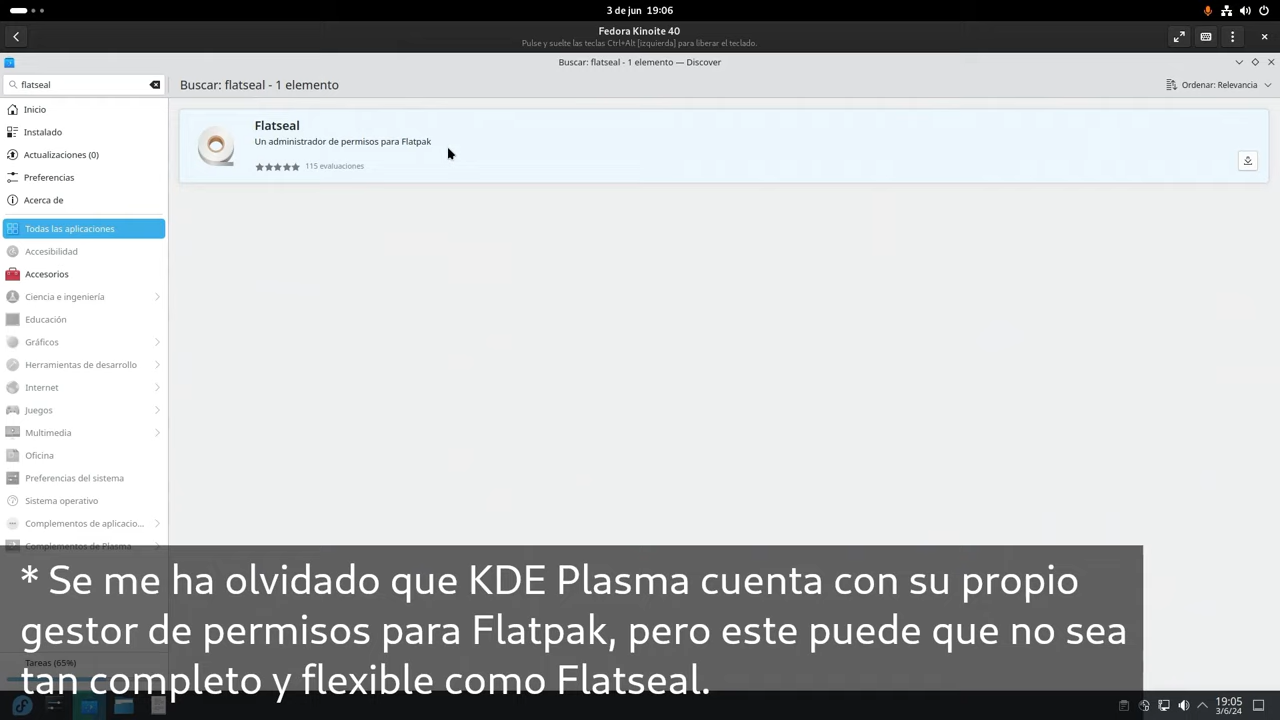 3 de jun 19:06
Fedora Kinoite 40
Pulse y suelte las teclas Ctrl+Alt [izquierda] para liberar el teclado.
Buscar: flatseal - 1 elemento — Discover
flatseal
Buscar: flatseal - 1 elemento
Ordenar: Relevancia
Inicio
Instalado
Actualizaciones (0)
Preferencias
Acerca de
Todas las aplicaciones
Accesibilidad
Accesorios
Ciencia e ingeniería
Educación
Gráficos
Herramientas de desarrollo
Internet
Juegos
Multimedia
Oficina
Preferencias del sistema
Sistema operativo
Complementos de aplicacio...
Complementos de Plasma
Flatseal
Un administrador de permisos para Flatpak
115 evaluaciones
* Se me ha olvidado que KDE Plasma cuenta con su propio
gestor de permisos para Flatpak, pero este puede que no sea
tan completo y flexible como Flatseal.
Tareas (65%)
19:05
3/6/24